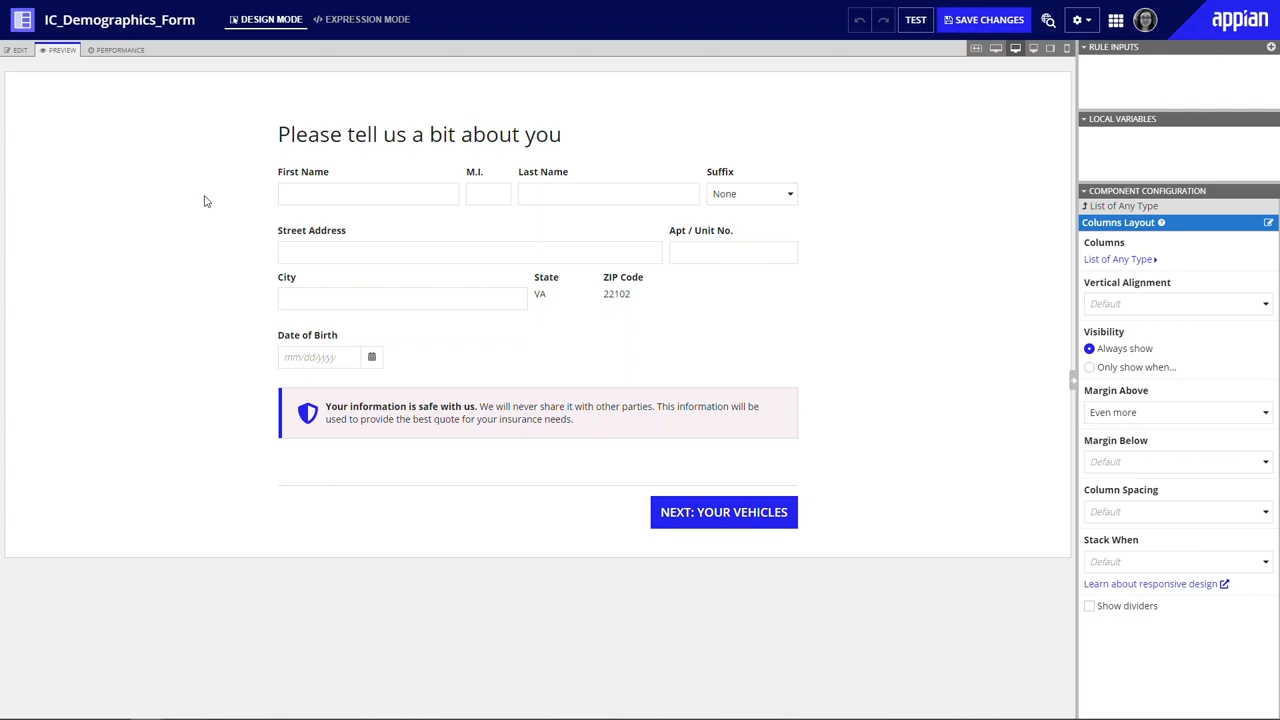 IC_Demographics_Form
DESIGN MODE
</> EXPRESSION MODE
TEST
SAVE CHANGES
appian
EDIT
PREVIEW
PERFORMANCE
RULE INPUTS
LOCAL VARIABLES
COMPONENT CONFIGURATION
List of Any Type
Columns Layout
Columns
List of Any Type
Vertical Alignment
Default
Visibility
Always show
Only show when...
Margin Above
Even more
Margin Below
Default
Column Spacing
Default
Stack When
Default
Learn about responsive design
Show dividers
Please tell us a bit about you
First Name M.I. Last Name Suffix
None
Street Address Apt / Unit No.
City State ZIP Code
VA 22102
Date of Birth
mm/dd/yyyy
Your information is safe with us. We will never share it with other parties. This information will be
used to provide the best quote for your insurance needs.
NEXT: YOUR VEHICLES